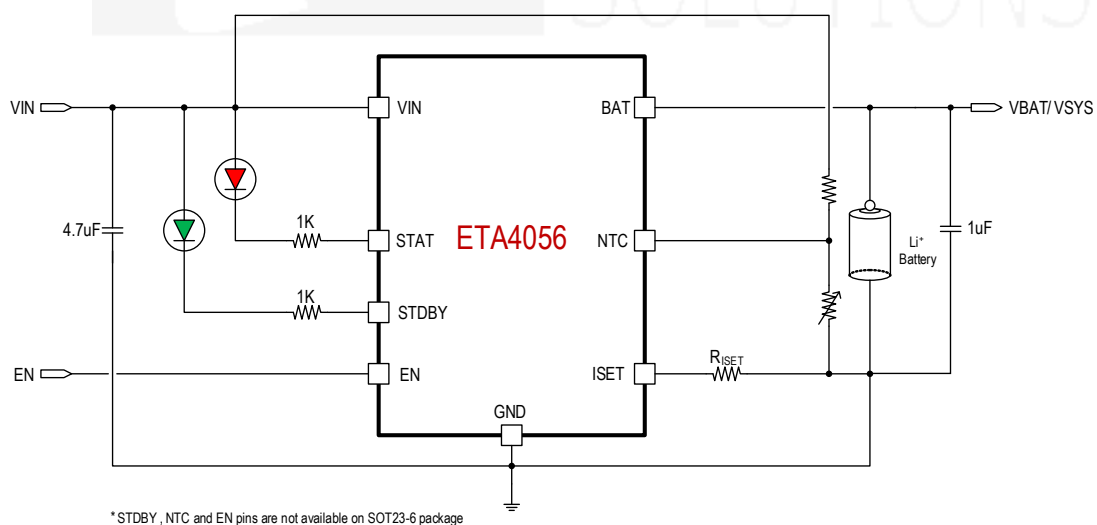 SOLUTIONS
VIN
VIN
BAT
VBAT/ VSYS
4.7uF
1K
STAT
ETA4056
NTC
Li+
Battery
1uF
1K
STDBY
EN
EN
ISET
RISET
GND
* STDBY , NTC and EN pins are not available on SOT23-6 package